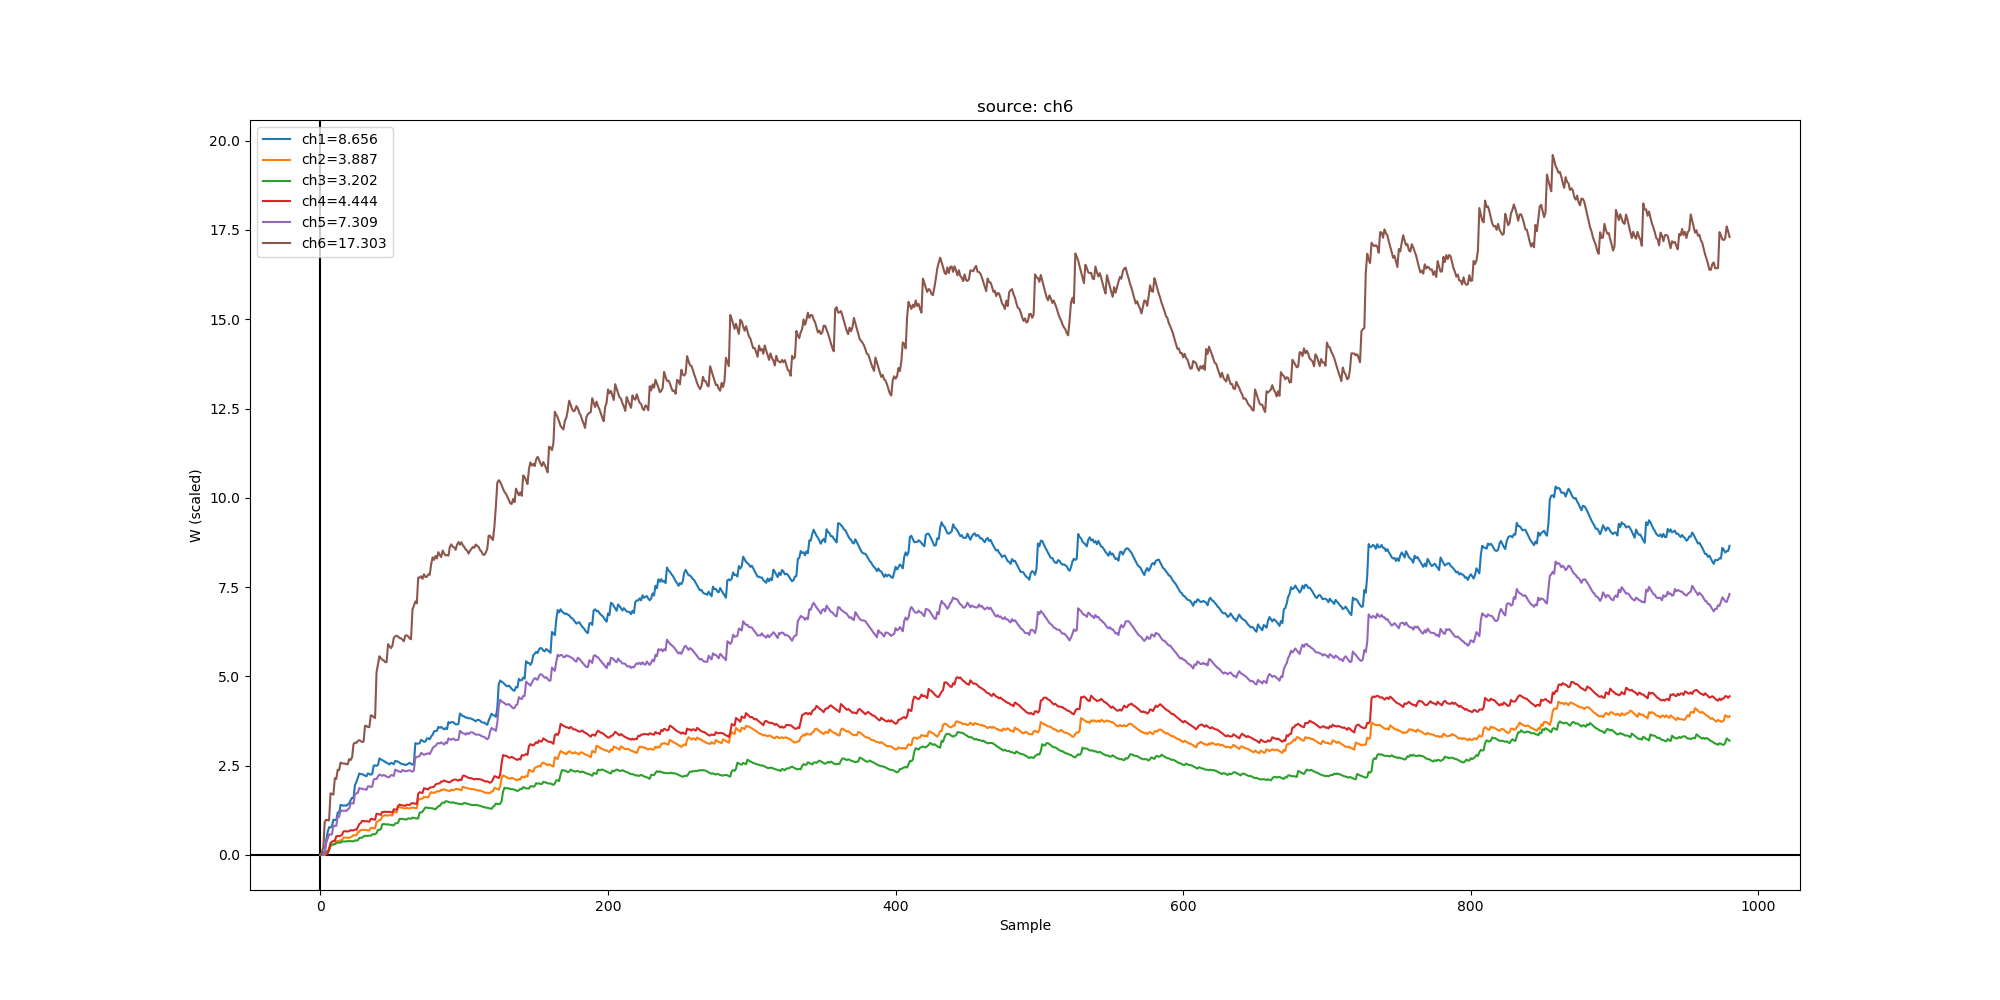 source: ch6
ch1=8.656
ch2=3.887
ch3=3.202
ch4=4.444
ch5=7.309
ch6=17.303
20.0
17.5
15.0
12.5
10.0
7.5
5.0
2.5
0.0
W (scaled)
0 200 400 600 800 1000
Sample